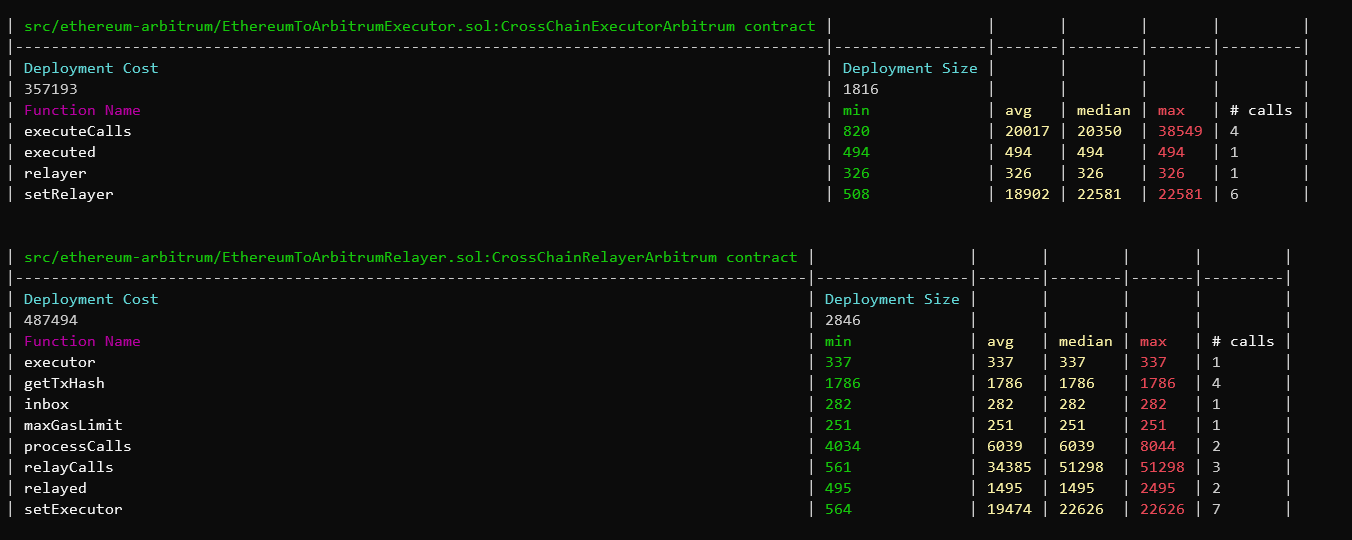 | src/ethereum-arbitrum/EthereumToArbitrumExecutor.sol:CrossChainExecutorArbitrum contract | | | | | |
|------------------------------------------------------------------------------------------|-----------------|-------|--------|-------|---------|
| Deployment Cost | Deployment Size | | | | |
| 357193 | 1816 | | | | |
| Function Name | min | avg | median | max | # calls |
| executeCalls | 820 | 20017 | 20350 | 38549 | 4 |
| executed | 494 | 494 | 494 | 494 | 1 |
| relayer | 326 | 326 | 326 | 326 | 1 |
| setRelayer | 508 | 18902 | 22581 | 22581 | 6 |
| src/ethereum-arbitrum/EthereumToArbitrumRelayer.sol:CrossChainRelayerArbitrum contract | | | | | |
|----------------------------------------------------------------------------------------|-----------------|-------|--------|-------|---------|
| Deployment Cost | Deployment Size | | | | |
| 487494 | 2846 | | | | |
| Function Name | min | avg | median | max | # calls |
| executor | 337 | 337 | 337 | 337 | 1 |
| getTxHash | 1786 | 1786 | 1786 | 1786 | 4 |
| inbox | 282 | 282 | 282 | 282 | 1 |
| maxGasLimit | 251 | 251 | 251 | 251 | 1 |
| processCalls | 4034 | 6039 | 6039 | 8044 | 2 |
| relayCalls | 561 | 34385 | 51298 | 51298 | 3 |
| relayed | 495 | 1495 | 1495 | 2495 | 2 |
| setExecutor | 564 | 19474 | 22626 | 22626 | 7 |